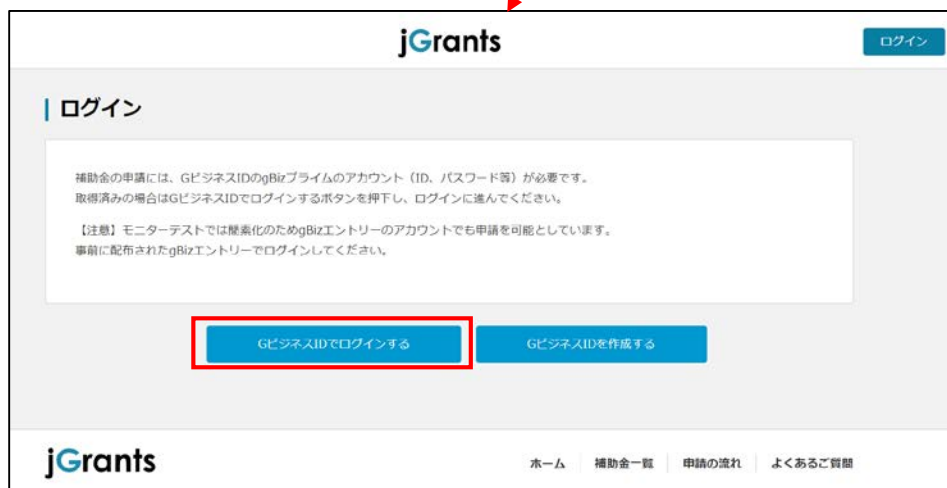 jGrants
ログイン
ログイン
補助金の申請には、GビジネスIDのgBizプライムのアカウント（ID、パスワード等）が必要です。
取得済みの場合はGビジネスIDでログインするボタンを押下し、ログインに進んでください。
【注意】モニターテストでは簡素化のためgBizエントリーのアカウントでも申請を可能としています。
事前に配布されたgBizエントリーでログインしてください。
GビジネスIDでログインする
GビジネスIDを作成する
jGrants
ホーム
補助金一覧
申請の流れ
よくあるご質問